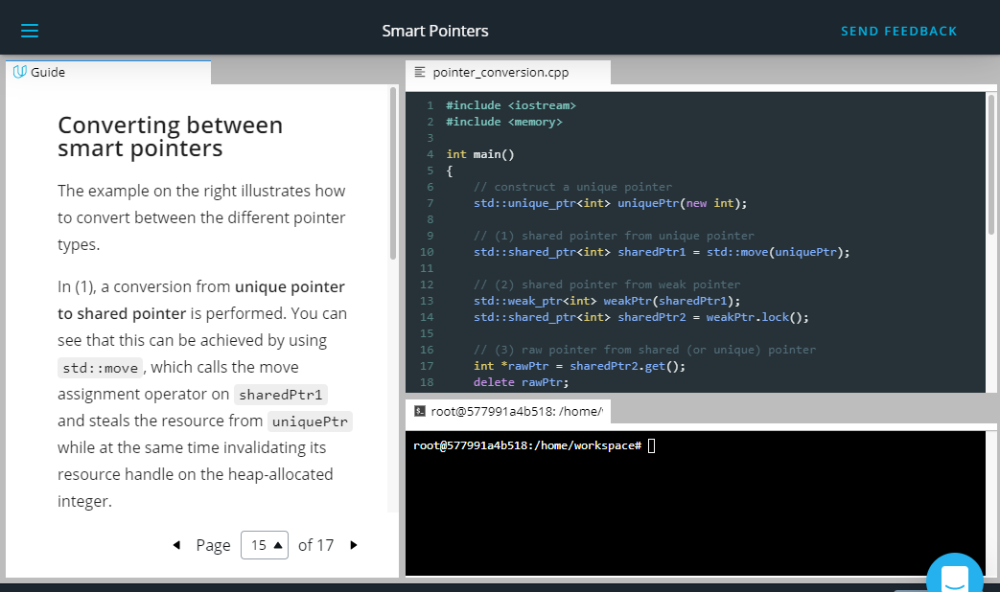 Smart Pointers
SEND FEEDBACK
Guide
Converting between
smart pointers
The example on the right illustrates how
to convert between the different pointer
types.
In (1), a conversion from unique pointer
to shared pointer is performed. You can
see that this can be achieved by using
std::move, which calls the move
assignment operator on sharedPtr1
and steals the resource from uniquePtr
while at the same time invalidating its
resource handle on the heap-allocated
integer.
Page 15 of 17
pointer_conversion.cpp
1 #include <iostream>
2 #include <memory>
3
4 int main()
5 {
6     // construct a unique pointer
7     std::unique_ptr<int> uniquePtr(new int);
8
9     // (1) shared pointer from unique pointer
10     std::shared_ptr<int> sharedPtr1 = std::move(uniquePtr);
11
12     // (2) shared pointer from weak pointer
13     std::weak_ptr<int> weakPtr(sharedPtr1);
14     std::shared_ptr<int> sharedPtr2 = weakPtr.lock();
15
16     // (3) raw pointer from shared (or unique) pointer
17     int *rawPtr = sharedPtr2.get();
18     delete rawPtr;
root@577991a4b518: /home/
root@577991a4b518:/home/workspace#